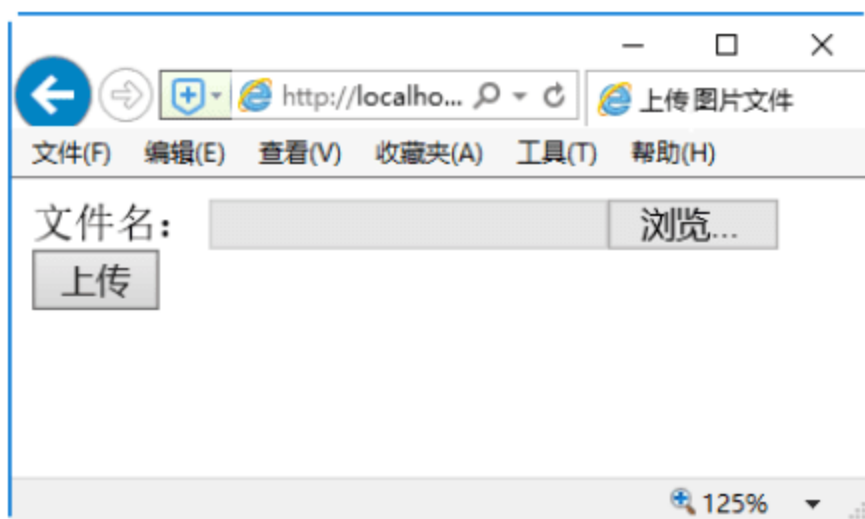 http://localho...
上传图片文件
文件(F) 编辑(E) 查看(V) 收藏夹(A) 工具(T) 帮助(H)
文件名： 浏览...
上传
125%